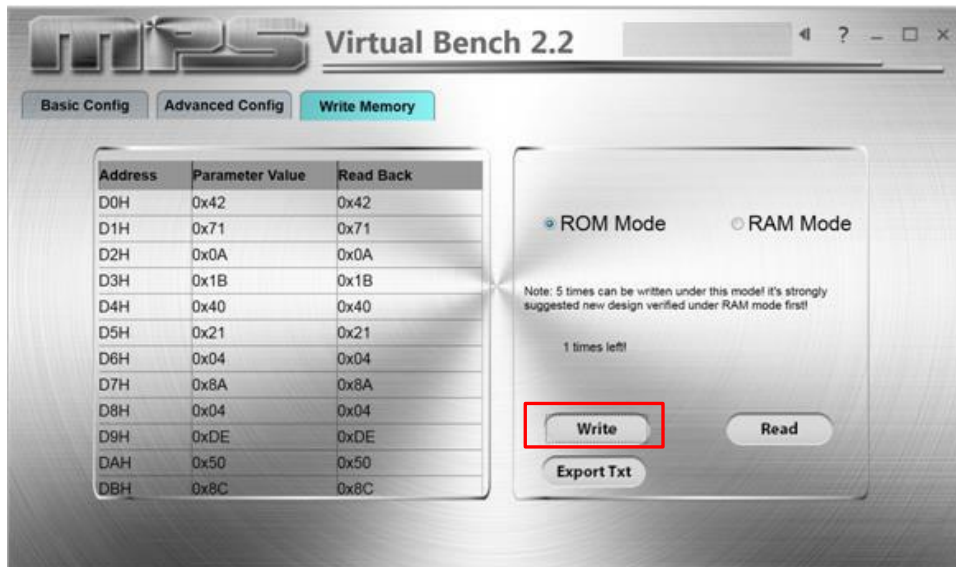 MPS Virtual Bench 2.2
Basic Config Advanced Config Write Memory
Address Parameter Value Read Back
D0H 0x42 0x42
D1H 0x71 0x71
D2H 0x0A 0x0A
D3H 0x1B 0x1B
D4H 0x40 0x40
D5H 0x21 0x21
D6H 0x04 0x04
D7H 0x8A 0x8A
D8H 0x04 0x04
D9H 0xDE 0xDE
DAH 0x50 0x50
DBH 0x8C 0x8C
ROM Mode RAM Mode
Note: 5 times can be written under this mode! it's strongly
suggested new design verified under RAM mode first!
1 times left!
Write Read
Export Txt